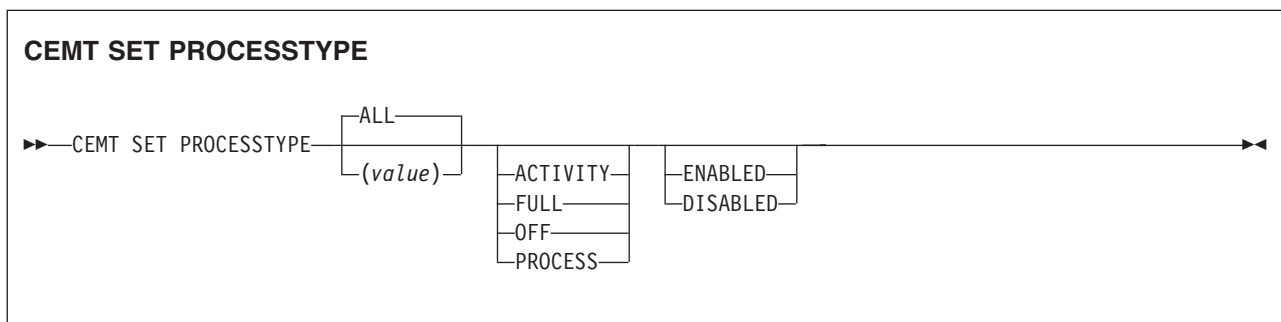 CEMT SET PROCESSTYPE
ALL
CEMT SET PROCESSTYPE
(value)
ACTIVITY
FULL
OFF
PROCESS
ENABLED
DISABLED